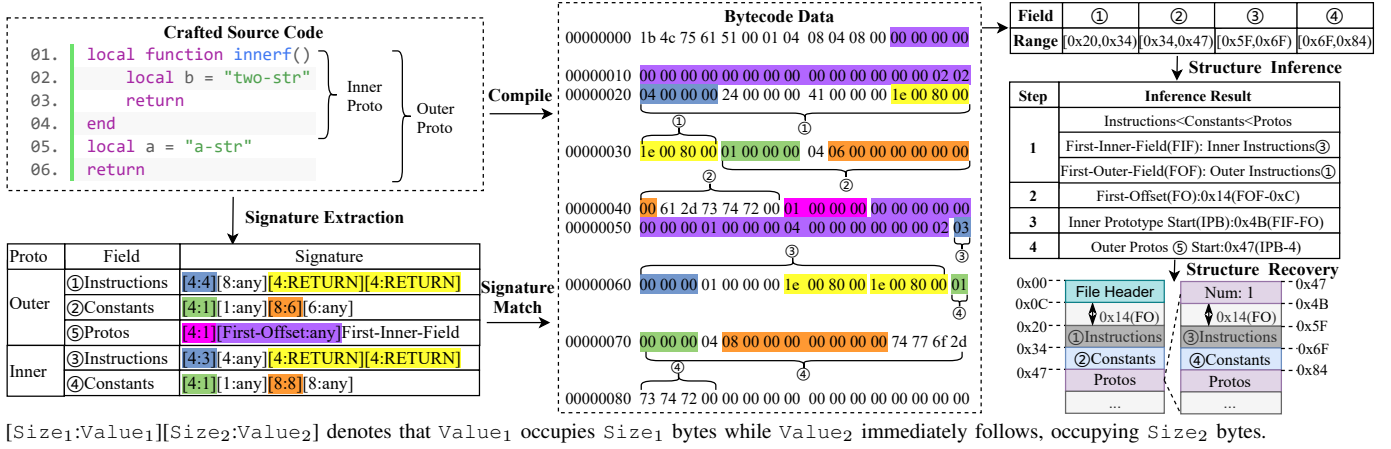 Crafted Source Code
01. local function innerf()
02. local b = "two-str"
03. return
04. end
05. local a = "a-str"
06. return
Inner
Proto
Outer
Proto
Compile
Signature Extraction
Proto Field Signature
Outer
①Instructions [4:4][8:any][4:RETURN][4:RETURN]
②Constants [4:1][1:any][8:6][6:any]
⑤Protos [4:1][First-Offset:any]First-Inner-Field
Inner
③Instructions [4:3][4:any][4:RETURN][4:RETURN]
④Constants [4:1][1:any][8:8][8:any]
Signature
Match
Bytecode Data
00000000 1b 4c 75 61 51 00 01 04 08 04 08 00 00 00 00 00
00000010 00 00 00 00 00 00 00 00 00 00 00 00 00 00 02 02
00000020 04 00 00 00 24 00 00 00 41 00 00 00 1e 00 80 00
① ①
00000030 1e 00 80 00 01 00 00 00 04 06 00 00 00 00 00 00
② ②
00000040 00 61 2d 73 74 72 00 01 00 00 00 00 00 00 00 00
00000050 00 00 00 01 00 00 00 04 00 00 00 00 00 00 02 03
③ ③
00000060 00 00 00 01 00 00 00 1e 00 80 00 1e 00 80 00 01
④
00000070 00 00 00 04 08 00 00 00 00 00 00 00 74 77 6f 2d
④ ④
00000080 73 74 72 00 00 00 00 00 00 00 00 00 00 00 00 00
Field ① ② ③ ④
Range [0x20,0x34) [0x34,0x47) [0x5F,0x6F) [0x6F,0x84)
Structure Inference
Step Inference Result
1
Instructions<Constants<Protos
First-Inner-Field(FIF): Inner Instructions③
First-Outer-Field(FOF): Outer Instructions①
2 First-Offset(FO):0x14(FOF-0xC)
3 Inner Prototype Start(IPB):0x4B(FIF-FO)
4 Outer Protos ⑤ Start:0x47(IPB-4)
Structure Recovery
0x00
0x0C
0x20
0x34
0x47
File Header
0x14(FO)
①Instructions
②Constants
Protos
...
Num: 1
0x14(FO)
③Instructions
④Constants
Protos
...
0x47
0x4B
0x5F
0x6F
0x84
[Size₁:Value₁][Size₂:Value₂] denotes that Value₁ occupies Size₁ bytes while Value₂ immediately follows, occupying Size₂ bytes.